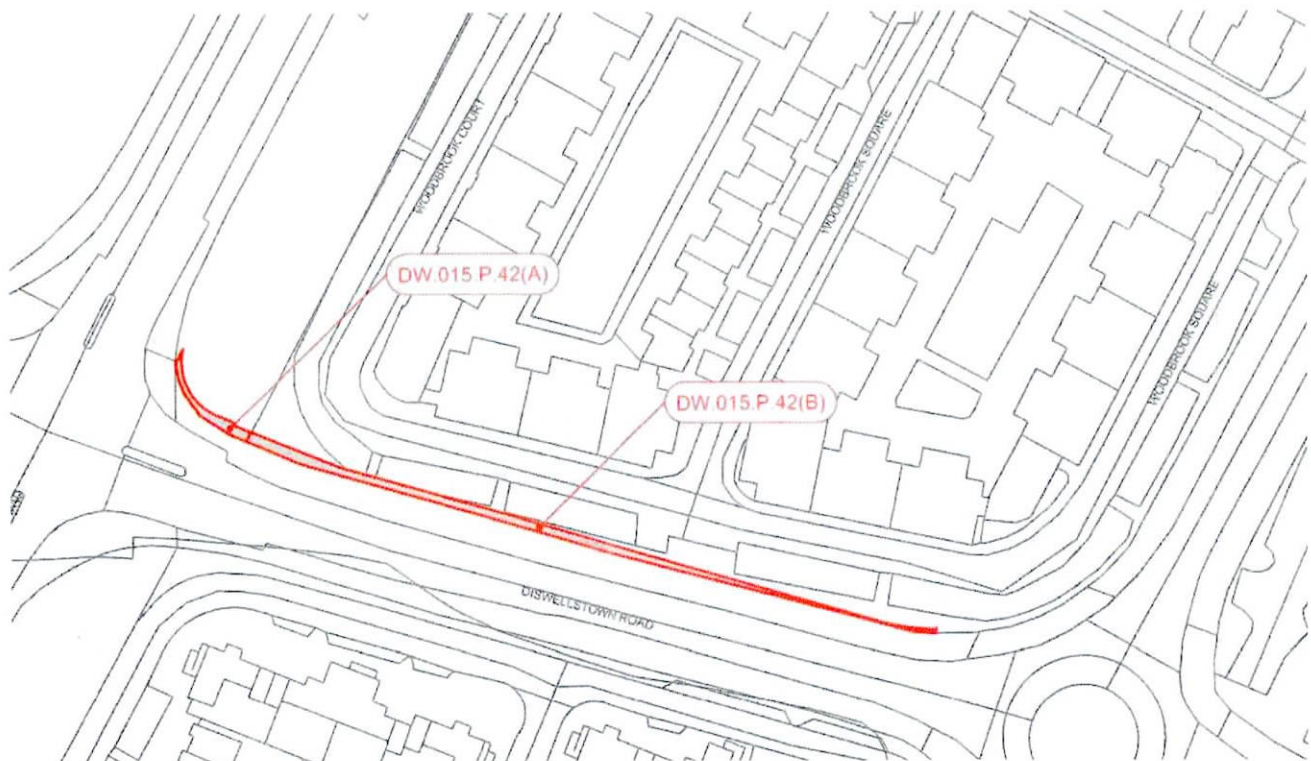 WOODBROOK COURT
WOODBROOK SQUARE
DW.015.P.42(A)
WOODBROOK SQUARE
DW.015.P.42(B)
DISWELLSTOWN ROAD